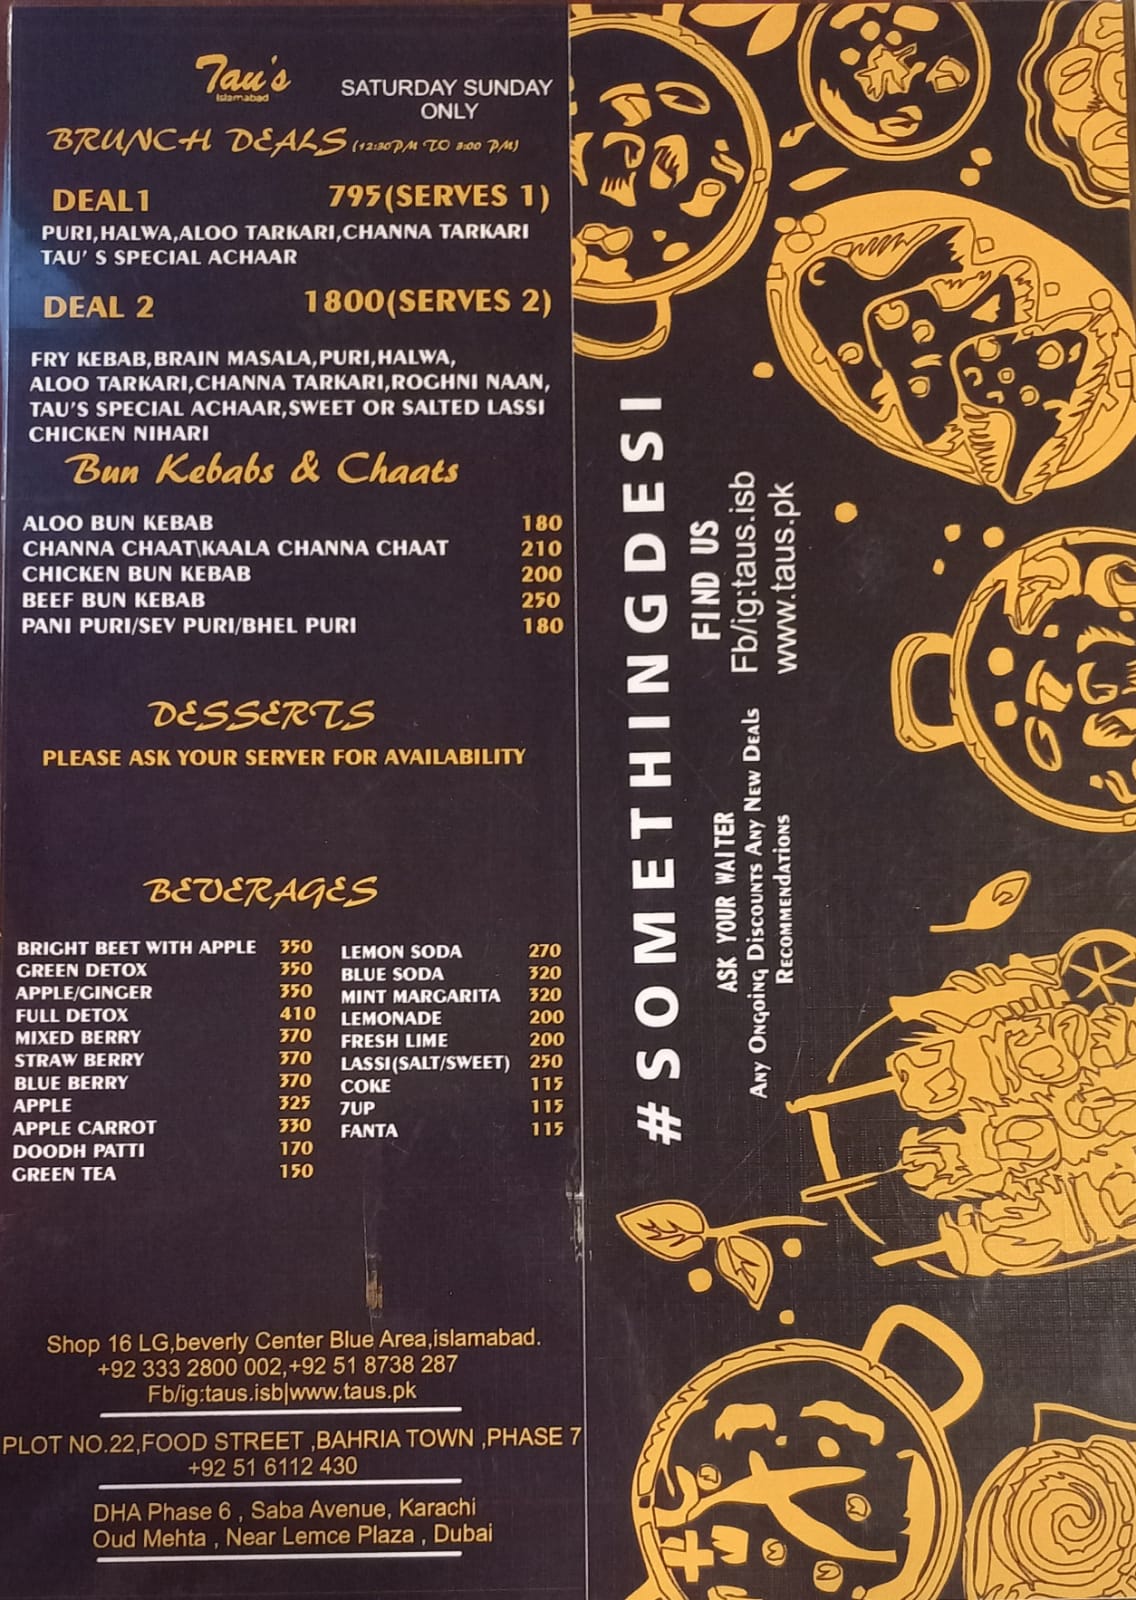 Tau's
Islamabad
SATURDAY SUNDAY
ONLY
BRUNCH DEALS (12:30PM TO 3:00 PM)
DEAL1 795(SERVES 1)
PURI,HALWA,ALOO TARKARI,CHANNA TARKARI
TAU' S SPECIAL ACHAAR
DEAL 2 1800(SERVES 2)
FRY KEBAB,BRAIN MASALA,PURI,HALWA,
ALOO TARKARI,CHANNA TARKARI,ROGHNI NAAN,
TAU'S SPECIAL ACHAAR,SWEET OR SALTED LASSI
CHICKEN NIHARI
Bun Kebabs & Chaats
ALOO BUN KEBAB 180
CHANNA CHAAT\KAALA CHANNA CHAAT 210
CHICKEN BUN KEBAB 200
BEEF BUN KEBAB 250
PANI PURI/SEV PURI/BHEL PURI 180
DESSERTS
PLEASE ASK YOUR SERVER FOR AVAILABILITY
BEVERAGES
BRIGHT BEET WITH APPLE 350
GREEN DETOX 350
APPLE/GINGER 350
FULL DETOX 410
MIXED BERRY 370
STRAW BERRY 370
BLUE BERRY 370
APPLE 325
APPLE CARROT 330
DOODH PATTI 170
GREEN TEA 150
LEMON SODA 270
BLUE SODA 320
MINT MARGARITA 320
LEMONADE 200
FRESH LIME 200
LASSI(SALT/SWEET) 250
COKE 115
7UP 115
FANTA 115
Shop 16 LG,beverly Center Blue Area,islamabad.
+92 333 2800 002,+92 51 8738 287
Fb/ig:taus.isb|www.taus.pk
PLOT NO.22,FOOD STREET ,BAHRIA TOWN ,PHASE 7
+92 51 6112 430
DHA Phase 6 , Saba Avenue, Karachi
Oud Mehta , Near Lemce Plaza , Dubai
#SOMETHINGDESI
FIND US
Fb/ig:taus.isb
www.taus.pk
ASK YOUR WAITER
Any Ongoing Discounts Any New Deals
Recommendations